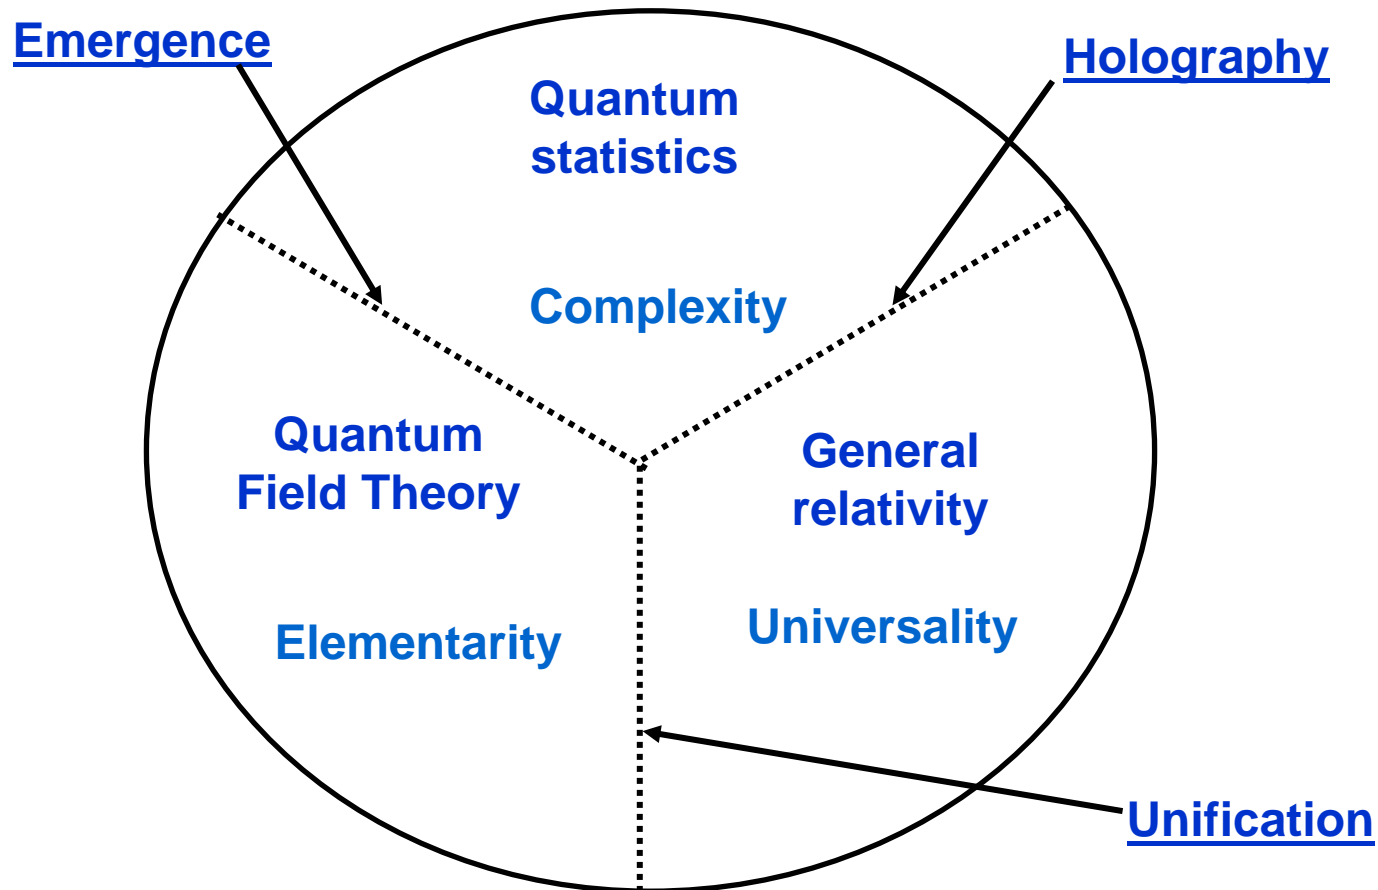 Emergence
Holography
Quantum
statistics
Complexity
Quantum
Field Theory
General
relativity
Elementarity
Universality
Unification